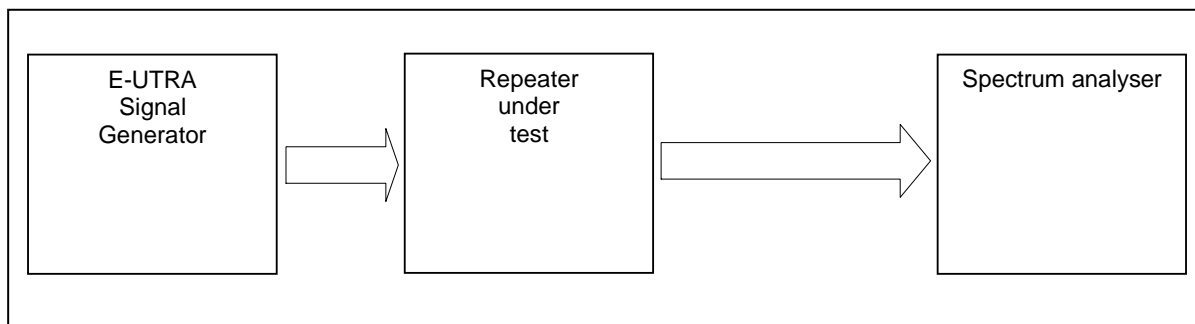 E-UTRA
Signal
Generator
Repeater
under
test
Spectrum analyser